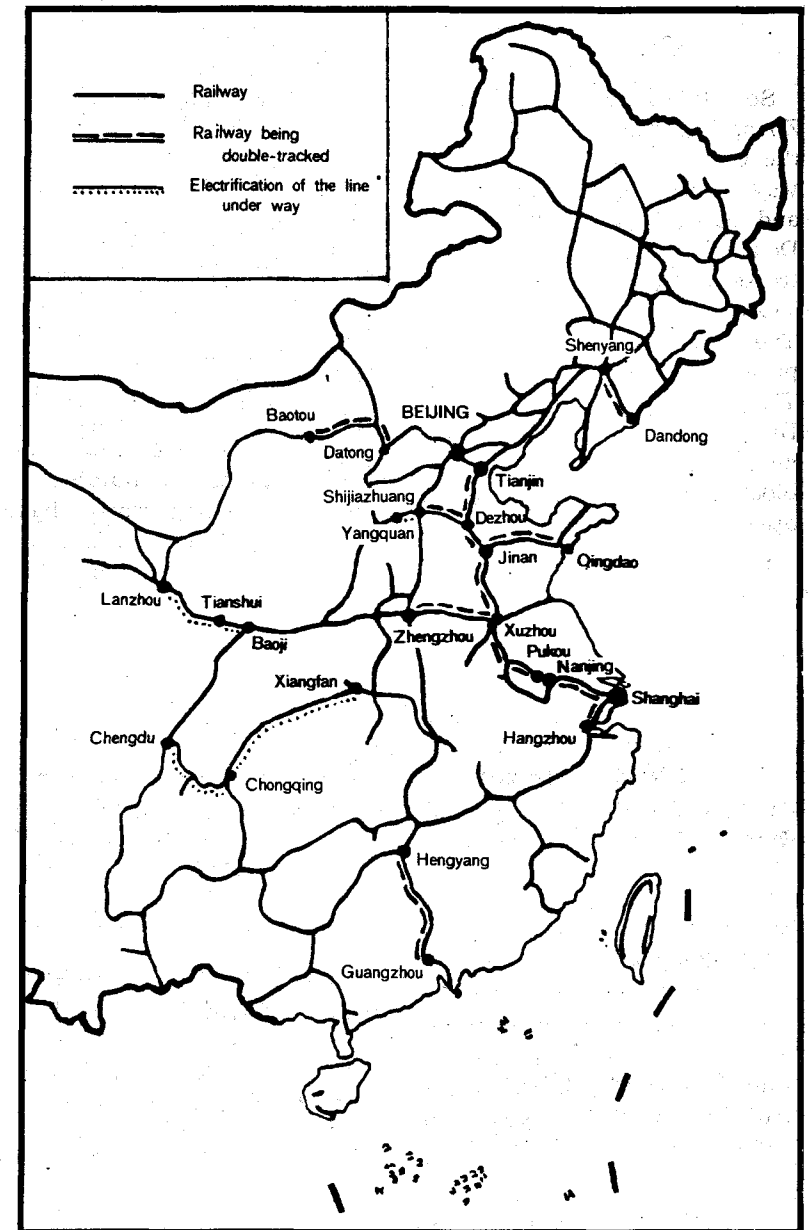 Railway
Railway being
double-tracked
Electrification of the line
under way
Shenyang
Baotou
BEIJING
Datong
Dandong
Tianjin
Shijiazhuang
Dezhou
Yangquan
Jinan
Qingdao
Lanzhou
Tianshui
Baoji
Zhengzhou
Xuzhou
Pukou
Nanjing
Xiangfan
Shanghai
Chengdu
Hangzhou
Chongqing
Hengyang
Guangzhou